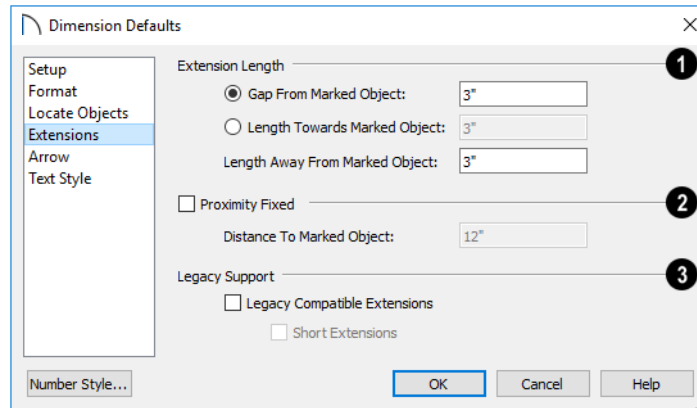 Dimension Defaults
Setup
Format
Locate Objects
Extensions
Arrow
Text Style
Extension Length
1
Gap From Marked Object:
3"
Length Towards Marked Object:
3"
Length Away From Marked Object:
3"
Proximity Fixed
2
Distance To Marked Object:
12"
Legacy Support
3
Legacy Compatible Extensions
Short Extensions
Number Style...
OK
Cancel
Help